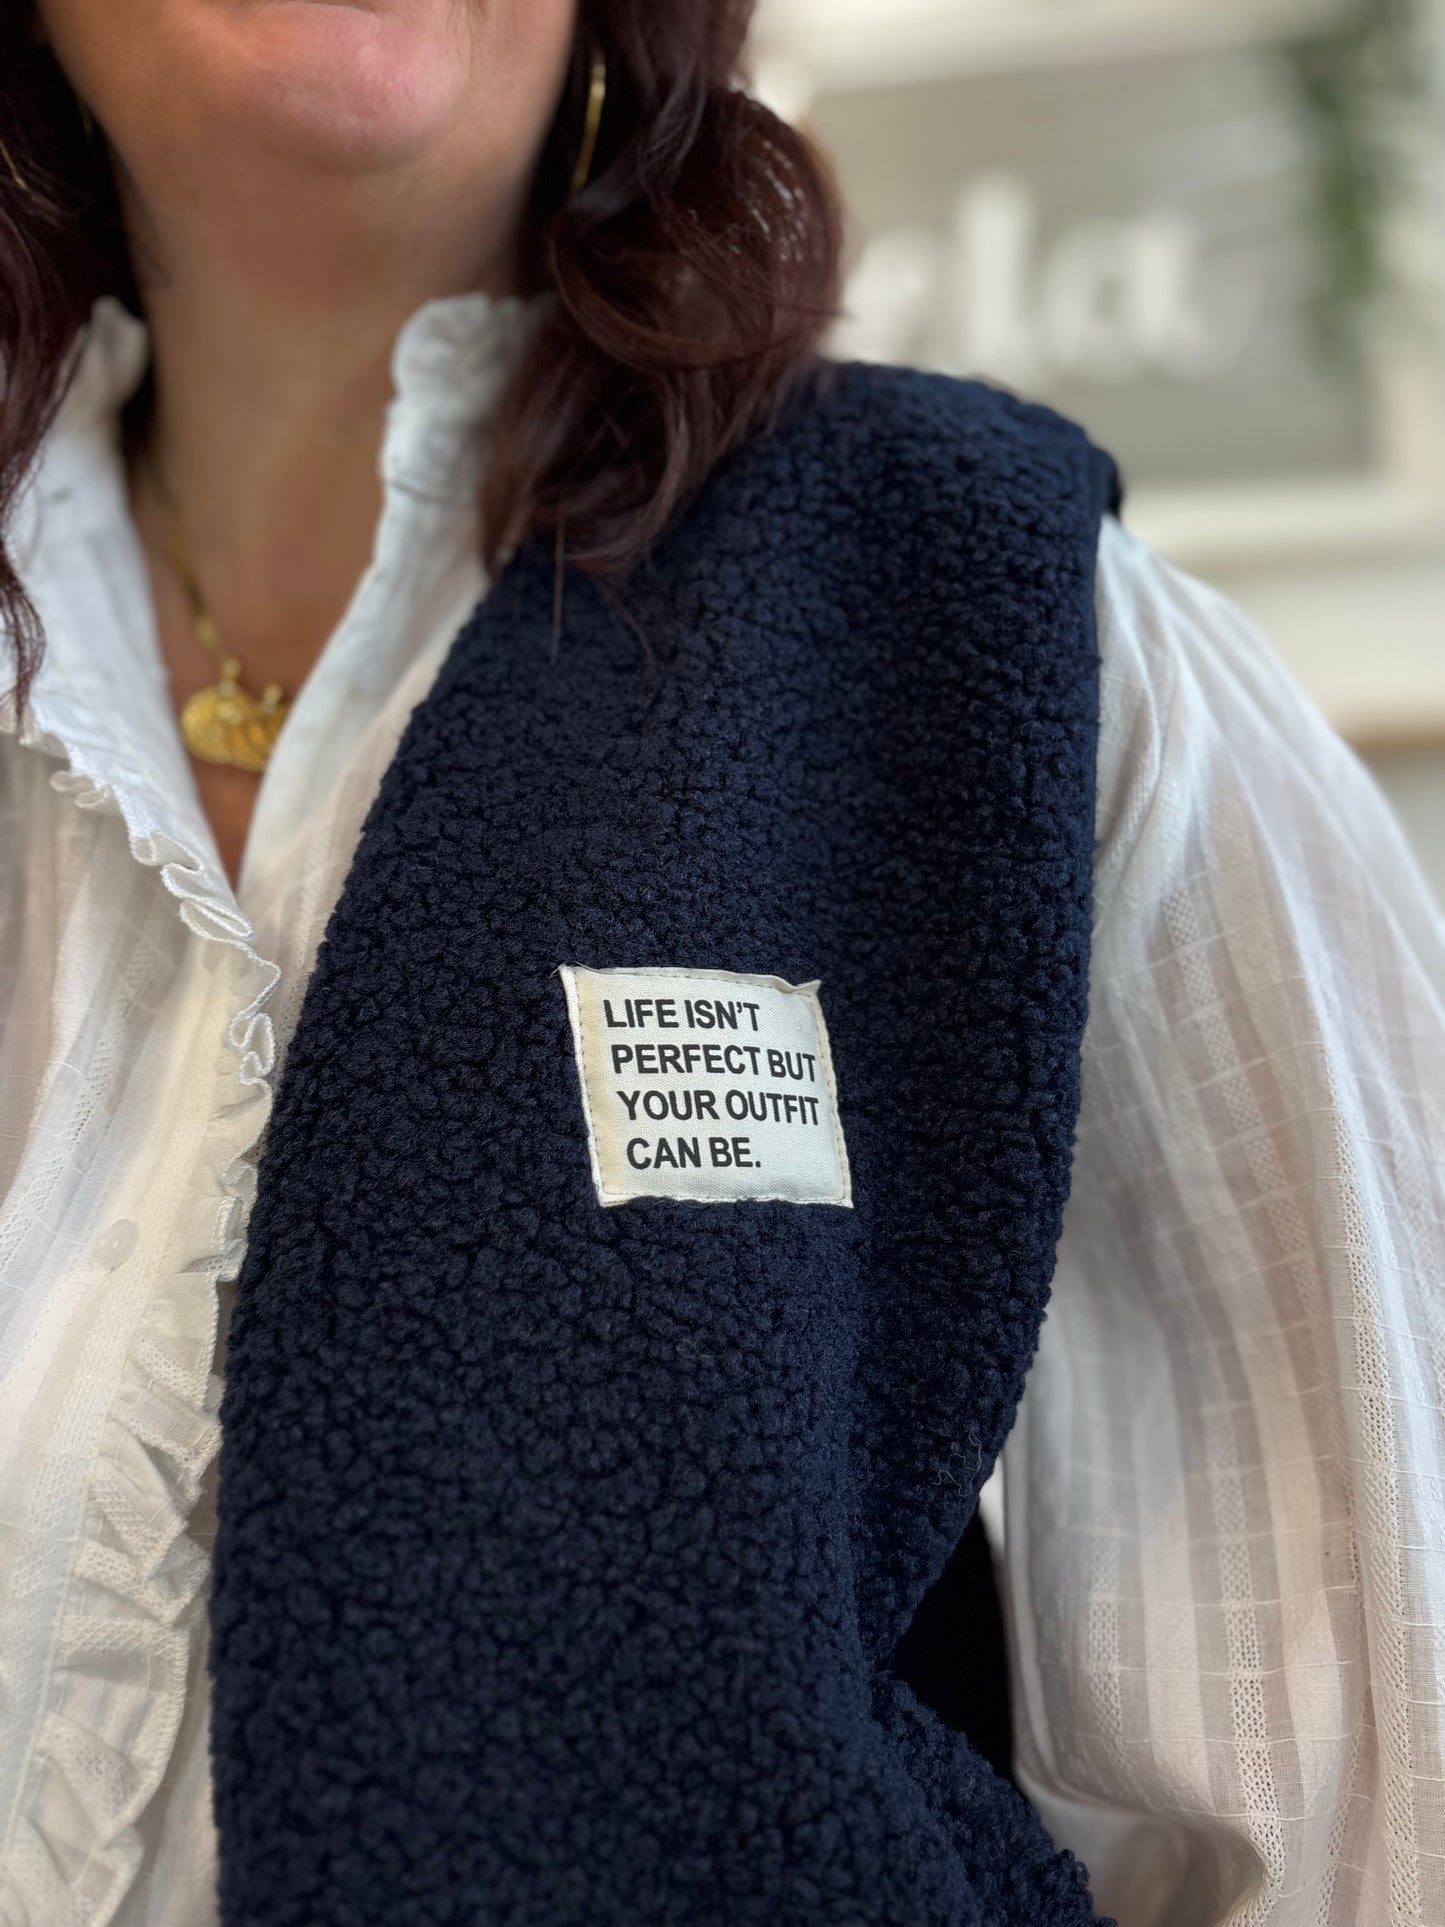 LIFE ISN'T
PERFECT BUT
YOUR OUTFIT
CAN BE.